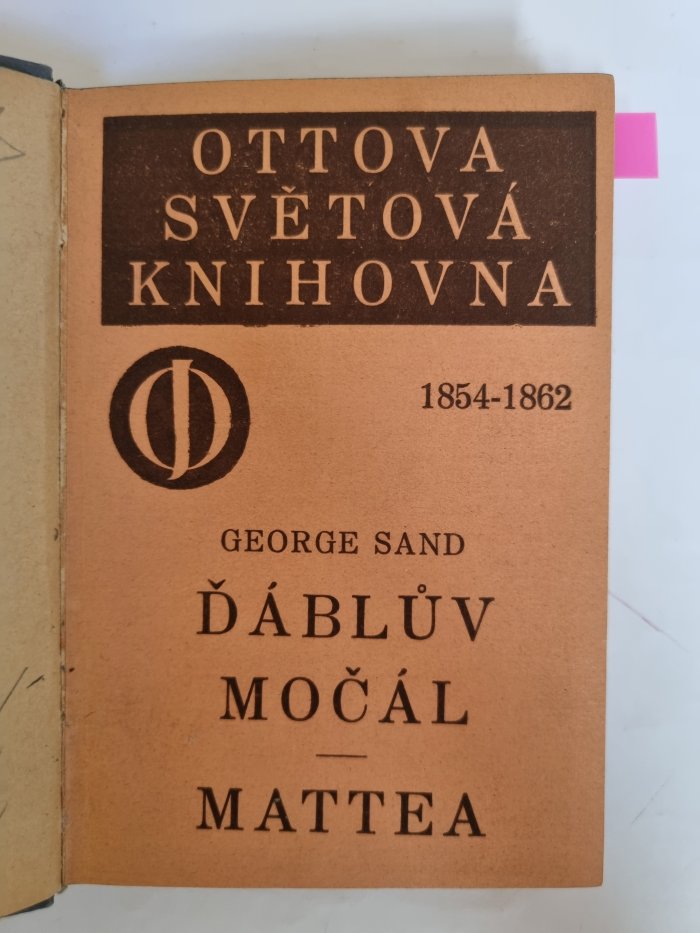 OTTOVA
SVĚTOVÁ
KNIHOVNA
1854-1862
GEORGE SAND
ĎÁBLŮV
MOČÁL
MATTEA